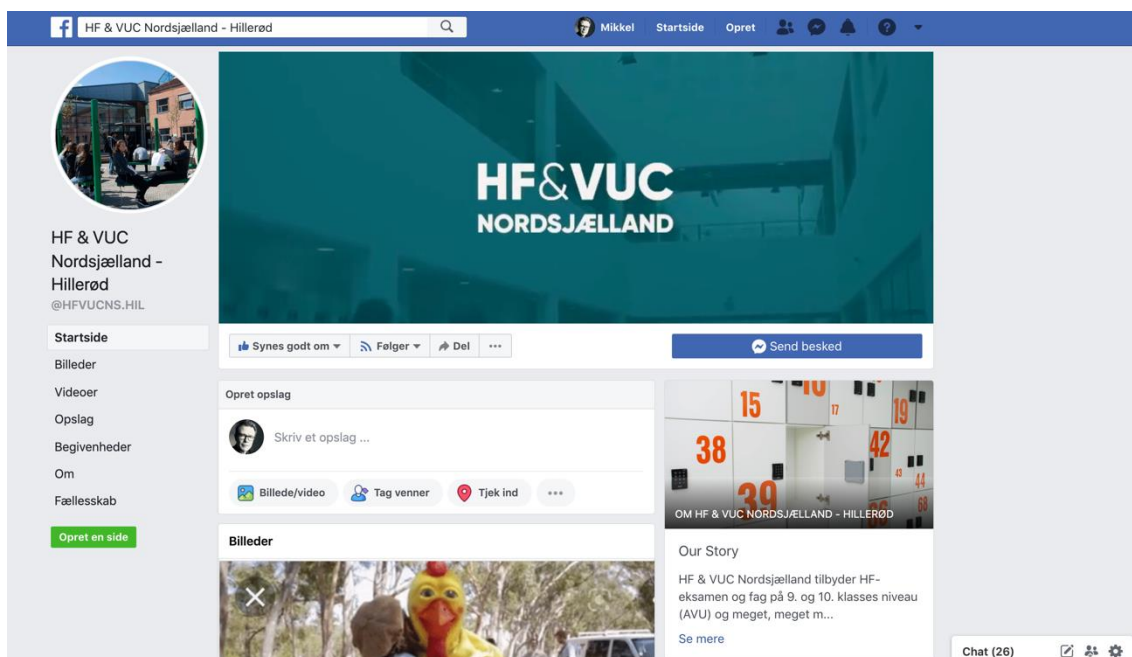 HF & VUC Nordsjælland - Hillerød
Mikkel
Startside
Opret
HF&VUC
NORDSJÆLLAND
HF & VUC
Nordsjælland -
Hillerød
@HFVUCNS.HIL
Startside
Billeder
Videoer
Opslag
Begivenheder
Om
Fællesskab
Opret en side
Synes godt om
Følger
Del
Send besked
Opret opslag
Skriv et opslag ...
Billede/video
Tag venner
Tjek ind
Billeder
15
10
17
19
38
42
43
44
39
68
OM HF & VUC NORDSJÆLLAND - HILLERØD
Our Story
HF & VUC Nordsjælland tilbyder HF-
eksamen og fag på 9. og 10. klasses niveau
(AVU) og meget, meget m...
Se mere
Chat (26)